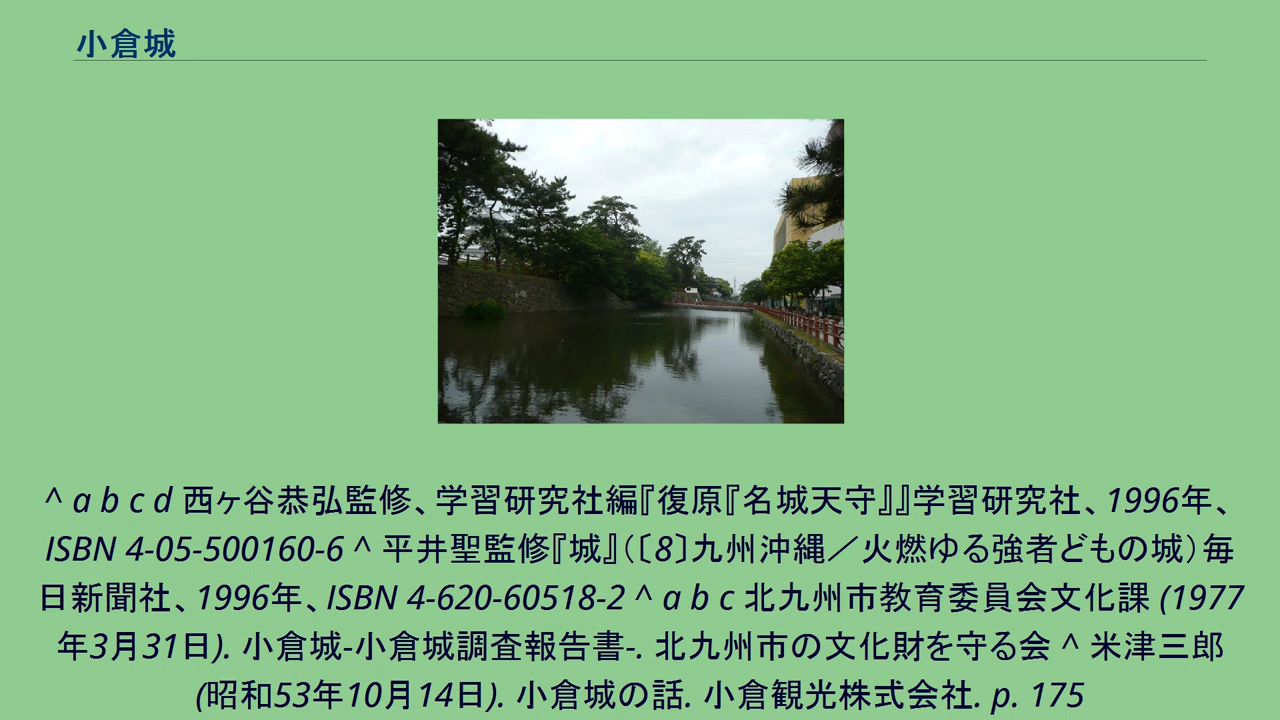 小倉城
^ a b c d 西ヶ谷恭弘監修、学習研究社編『復原『名城天守』』学習研究社、1996年、
ISBN 4-05-500160-6 ^ 平井聖監修『城』（〔8〕九州沖縄／火燃ゆる強者どもの城）毎
日新聞社、1996年、ISBN 4-620-60518-2 ^ a b c 北九州市教育委員会文化課 (1977
年3月31日). 小倉城-小倉城調査報告書-. 北九州市の文化財を守る会 ^ 米津三郎
(昭和53年10月14日). 小倉城の話. 小倉観光株式会社. p. 175